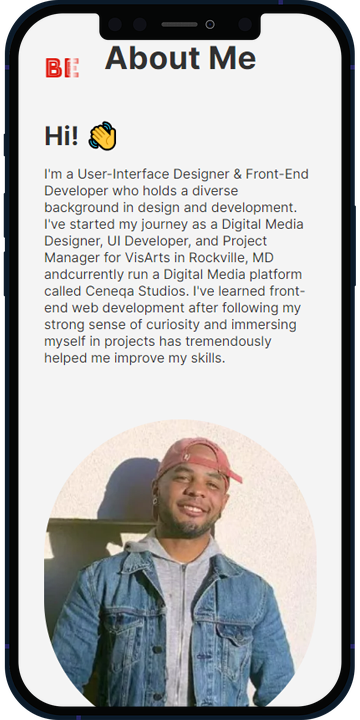 BE
About Me
Hi! 👋
I'm a User-Interface Designer & Front-End
Developer who holds a diverse
background in design and development.
I've started my journey as a Digital Media
Designer, UI Developer, and Project
Manager for VisArts in Rockville, MD
andcurrently run a Digital Media platform
called Ceneqa Studios. I've learned front-
end web development after following my
strong sense of curiosity and immersing
myself in projects has tremendously
helped me improve my skills.